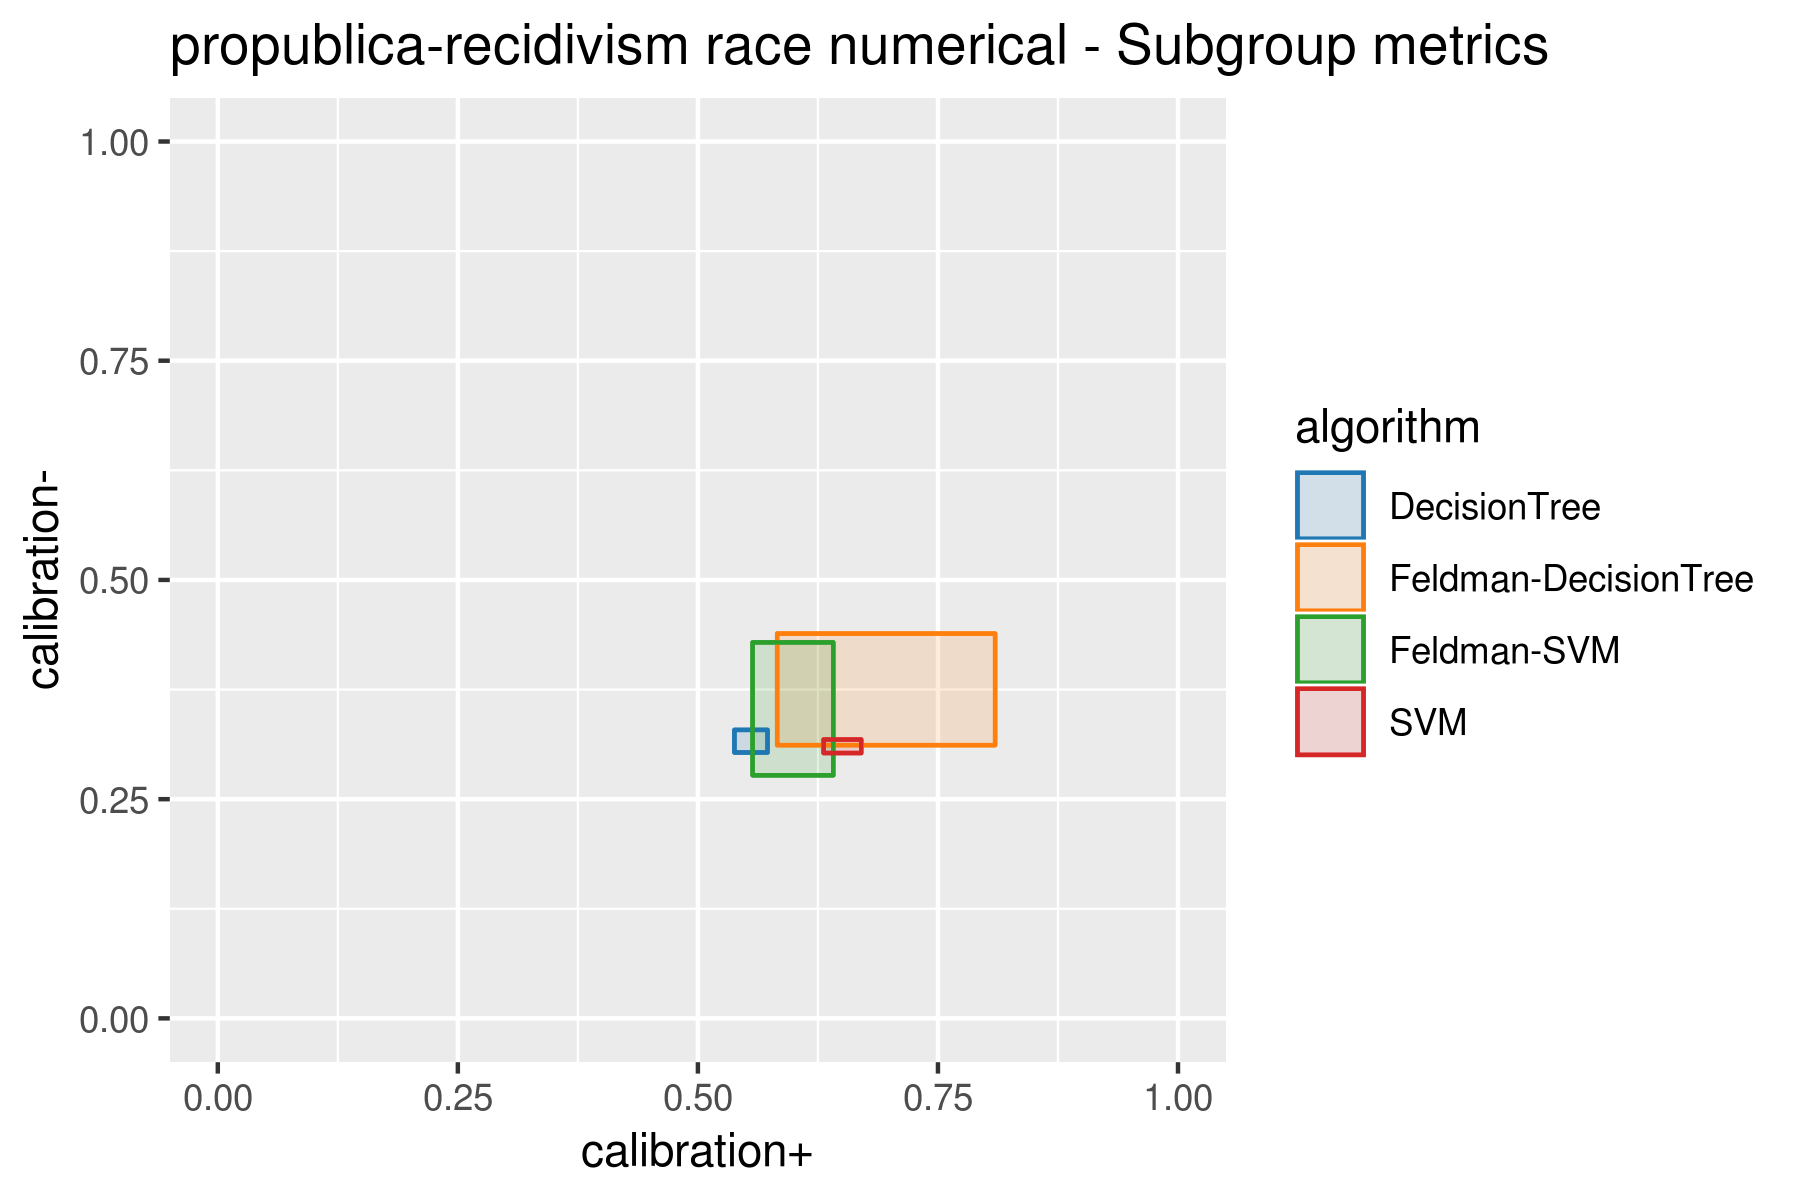 propublica-recidivism race numerical - Subgroup metrics
calibration-
1.00
0.75
0.50
0.25
0.00
0.00 0.25 0.50 0.75 1.00
calibration+
algorithm
DecisionTree
Feldman-DecisionTree
Feldman-SVM
SVM